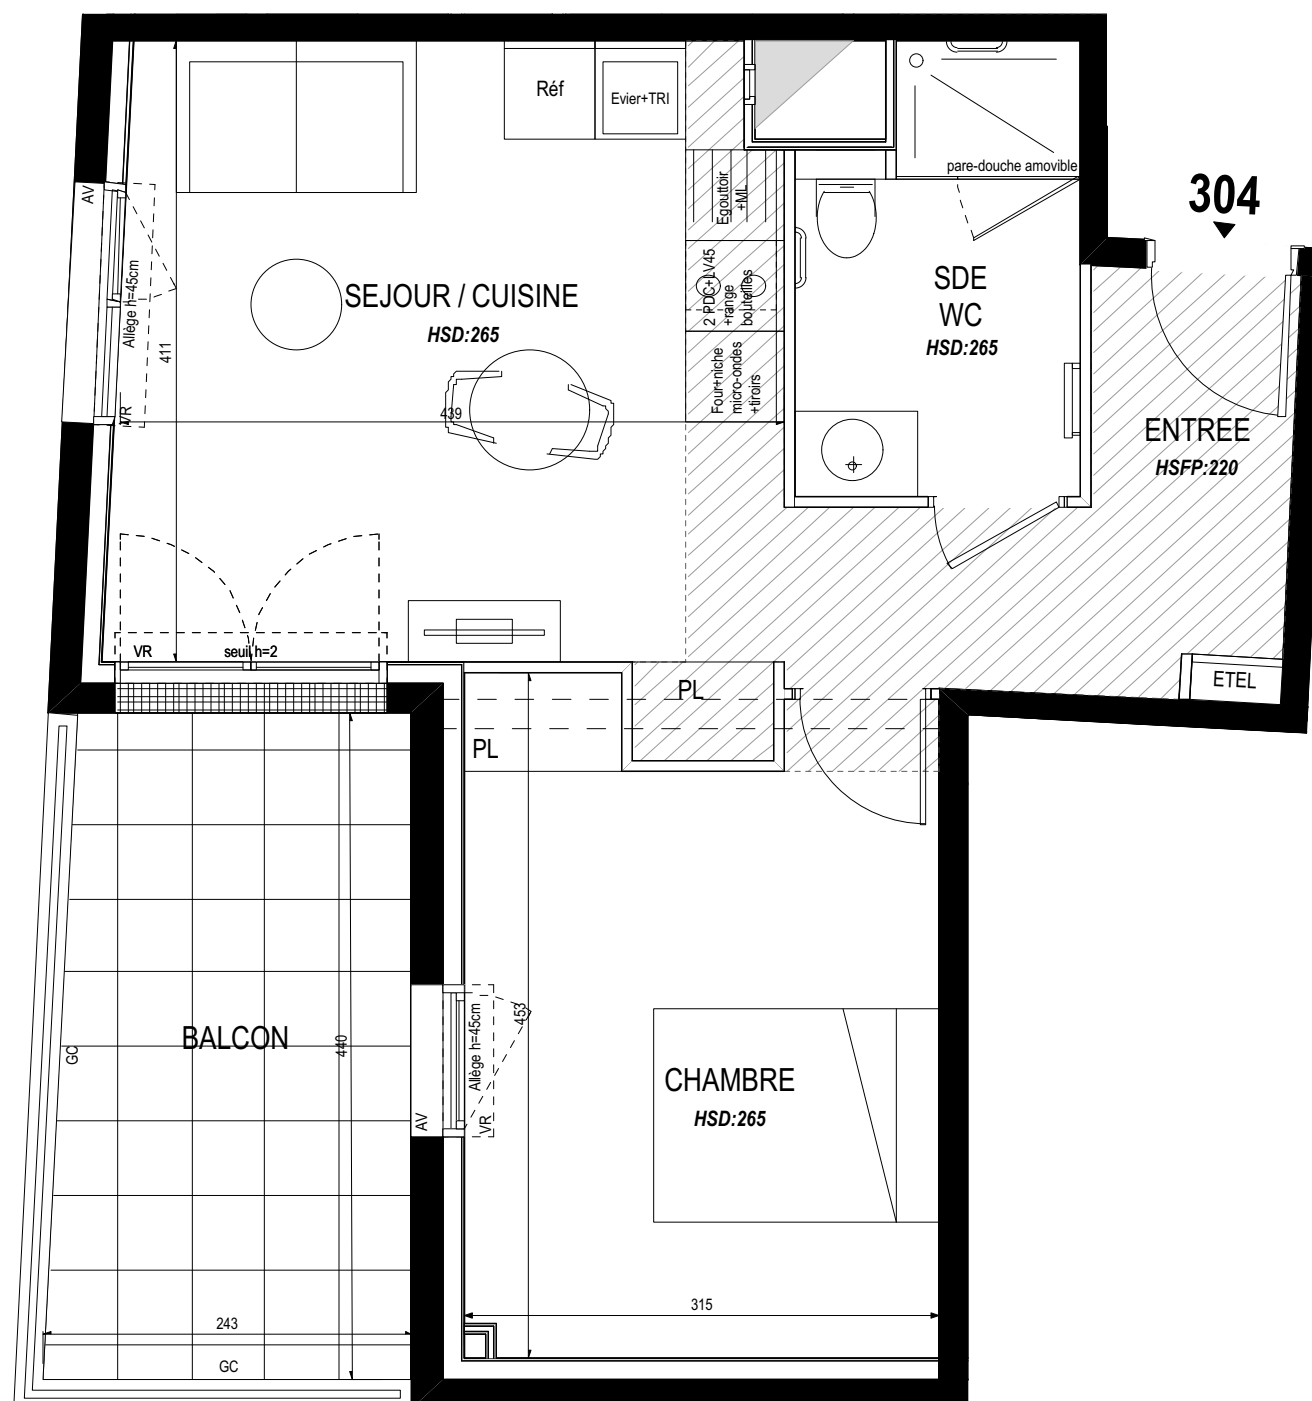 Réf
Evier+TRI
pare-douche amovible
304
AV
Allège h=45cm
VR
411
SEJOUR / CUISINE
HSD:265
439
Egouttoir
+ML
2 PDC+LV45
+range
bouteilles
Four+niche
micro-ondes
+tiroirs
SDE
WC
HSD:265
ENTREE
HSFP:220
VR
seuil h=2
PL
PL
ETEL
BALCON
440
GC
243
GC
AV
Allège h=45cm
VR
453
CHAMBRE
HSD:265
315